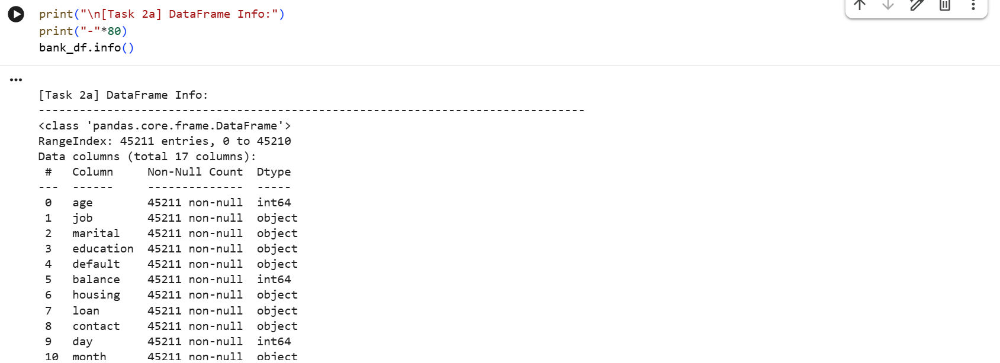 print("\n[Task 2a] DataFrame Info:")
print("-"*80)
bank_df.info()
[Task 2a] DataFrame Info:
--------------------------------------------------------------------------------
<class 'pandas.core.frame.DataFrame'>
RangeIndex: 45211 entries, 0 to 45210
Data columns (total 17 columns):
 #   Column     Non-Null Count  Dtype
---  ------     --------------  -----
 0   age        45211 non-null  int64
 1   job        45211 non-null  object
 2   marital    45211 non-null  object
 3   education  45211 non-null  object
 4   default    45211 non-null  object
 5   balance    45211 non-null  int64
 6   housing    45211 non-null  object
 7   loan       45211 non-null  object
 8   contact    45211 non-null  object
 9   day        45211 non-null  int64
 10  month      45211 non-null  object